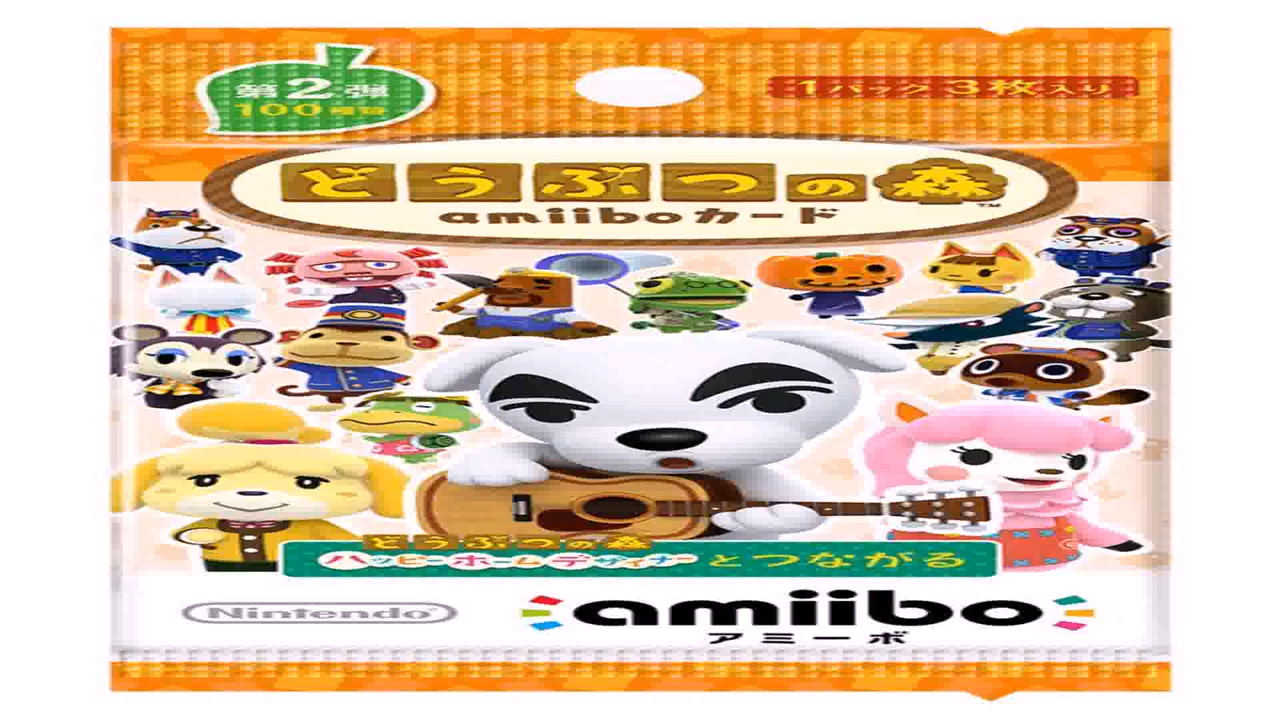 第2弾
100種類
1パック3枚入り
どうぶつの森
TM
amiiboカード
どうぶつの森
ハッピーホームデザイナーとつながる
Nintendo®
amiibo
アミーボ